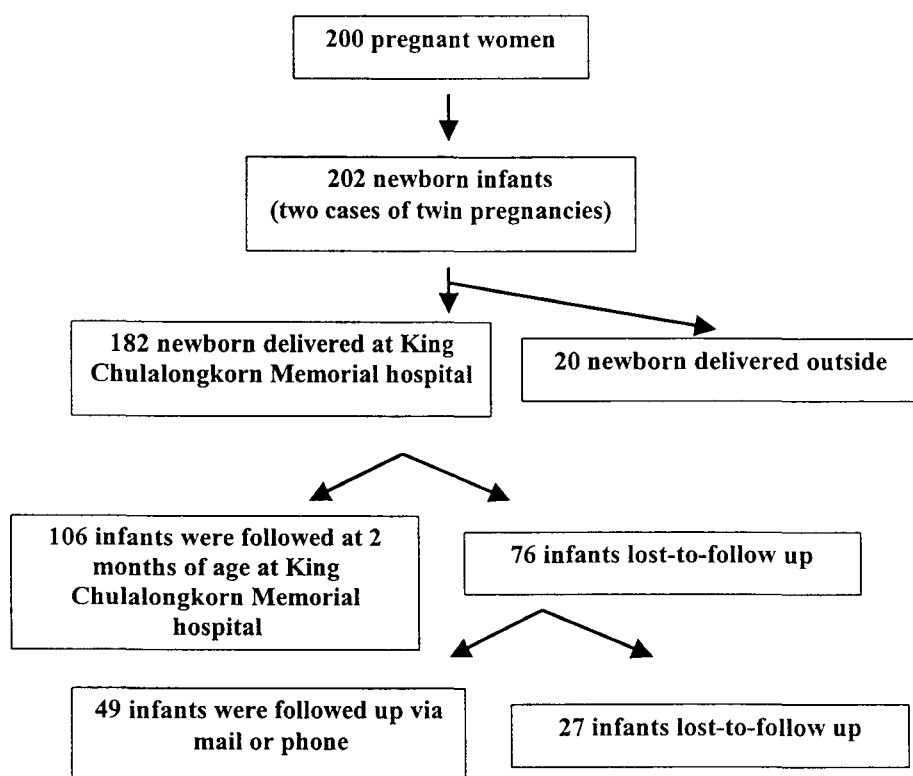 200 pregnant women
202 newborn infants
(two cases of twin pregnancies)
182 newborn delivered at King
Chulalongkorn Memorial hospital
20 newborn delivered outside
106 infants were followed at 2
months of age at King
Chulalongkorn Memorial
hospital
76 infants lost-to-follow up
49 infants were followed up via
mail or phone
27 infants lost-to-follow up